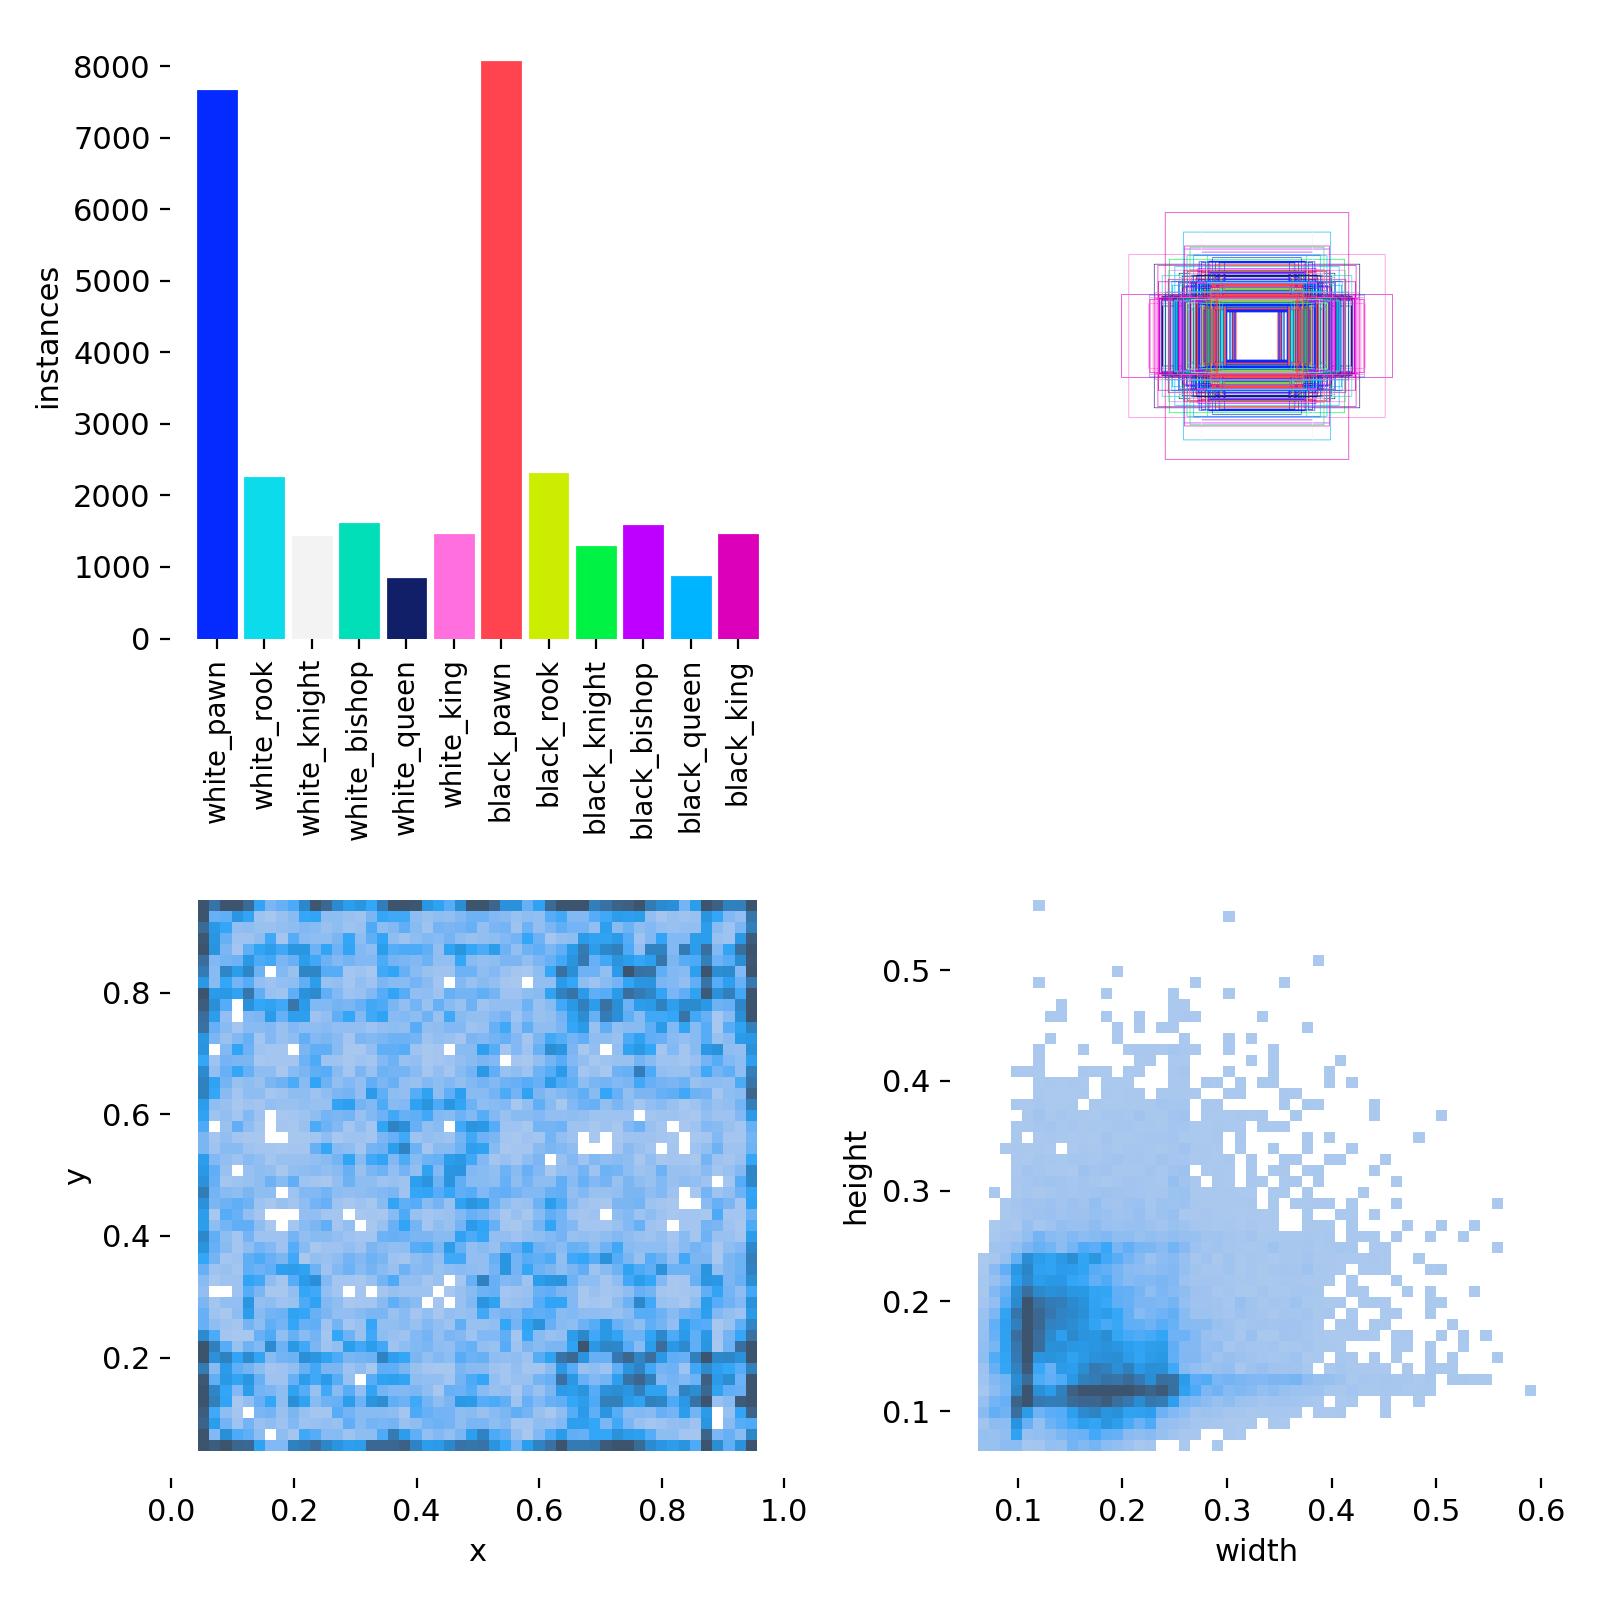 8000
7000
6000
5000
4000
3000
2000
1000
0
instances
white_pawn
white_rook
white_knight
white_bishop
white_queen
white_king
black_pawn
black_rook
black_knight
black_bishop
black_queen
black_king
0.8
0.6
0.4
0.2
y
0.0 0.2 0.4 0.6 0.8 1.0
x
0.5
0.4
0.3
0.2
0.1
height
0.1 0.2 0.3 0.4 0.5 0.6
width